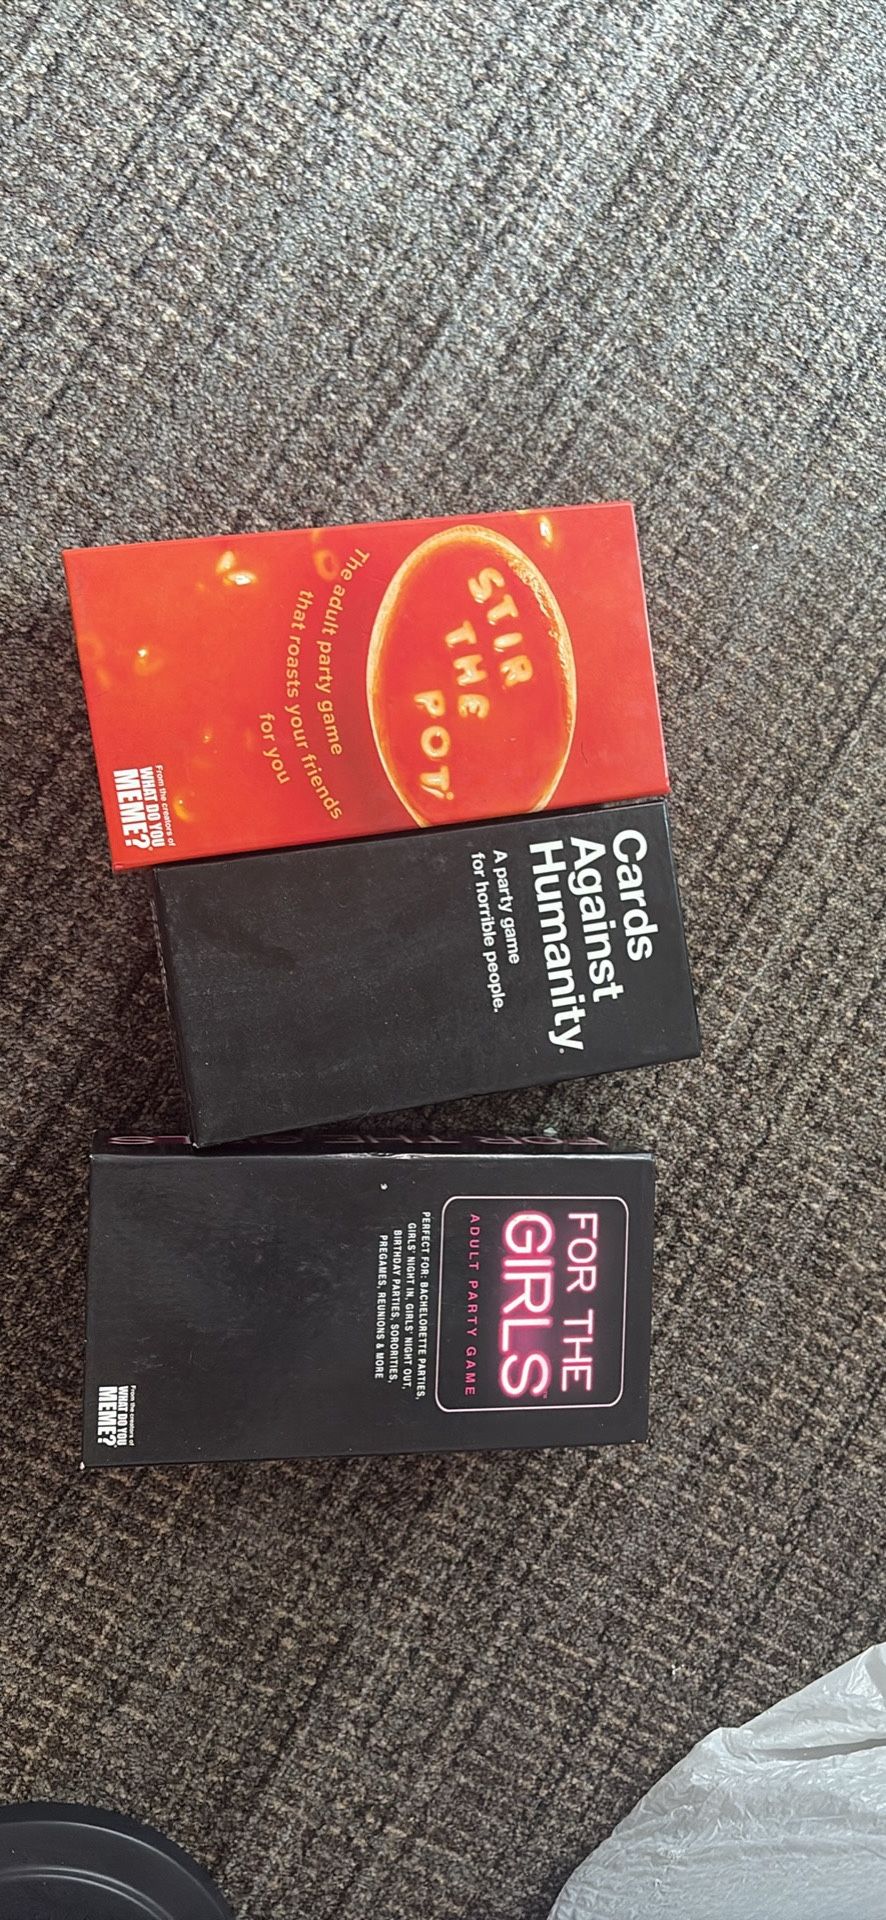 STIR
THE
POT
The adult party game
that roasts your friends
for you
From the creators of
WHAT DO YOU
MEME?
Cards
Against
Humanity.
A party game
for horrible people.
FOR THE GIRLS
FOR THE
GIRLS
ADULT PARTY GAME
PERFECT FOR: BACHELORETTE PARTIES,
GIRLS' NIGHT IN, GIRLS' NIGHT OUT,
BIRTHDAY PARTIES, SORORITIES,
PREGAMES, REUNIONS & MORE
From the creators of
WHAT DO YOU
MEME?